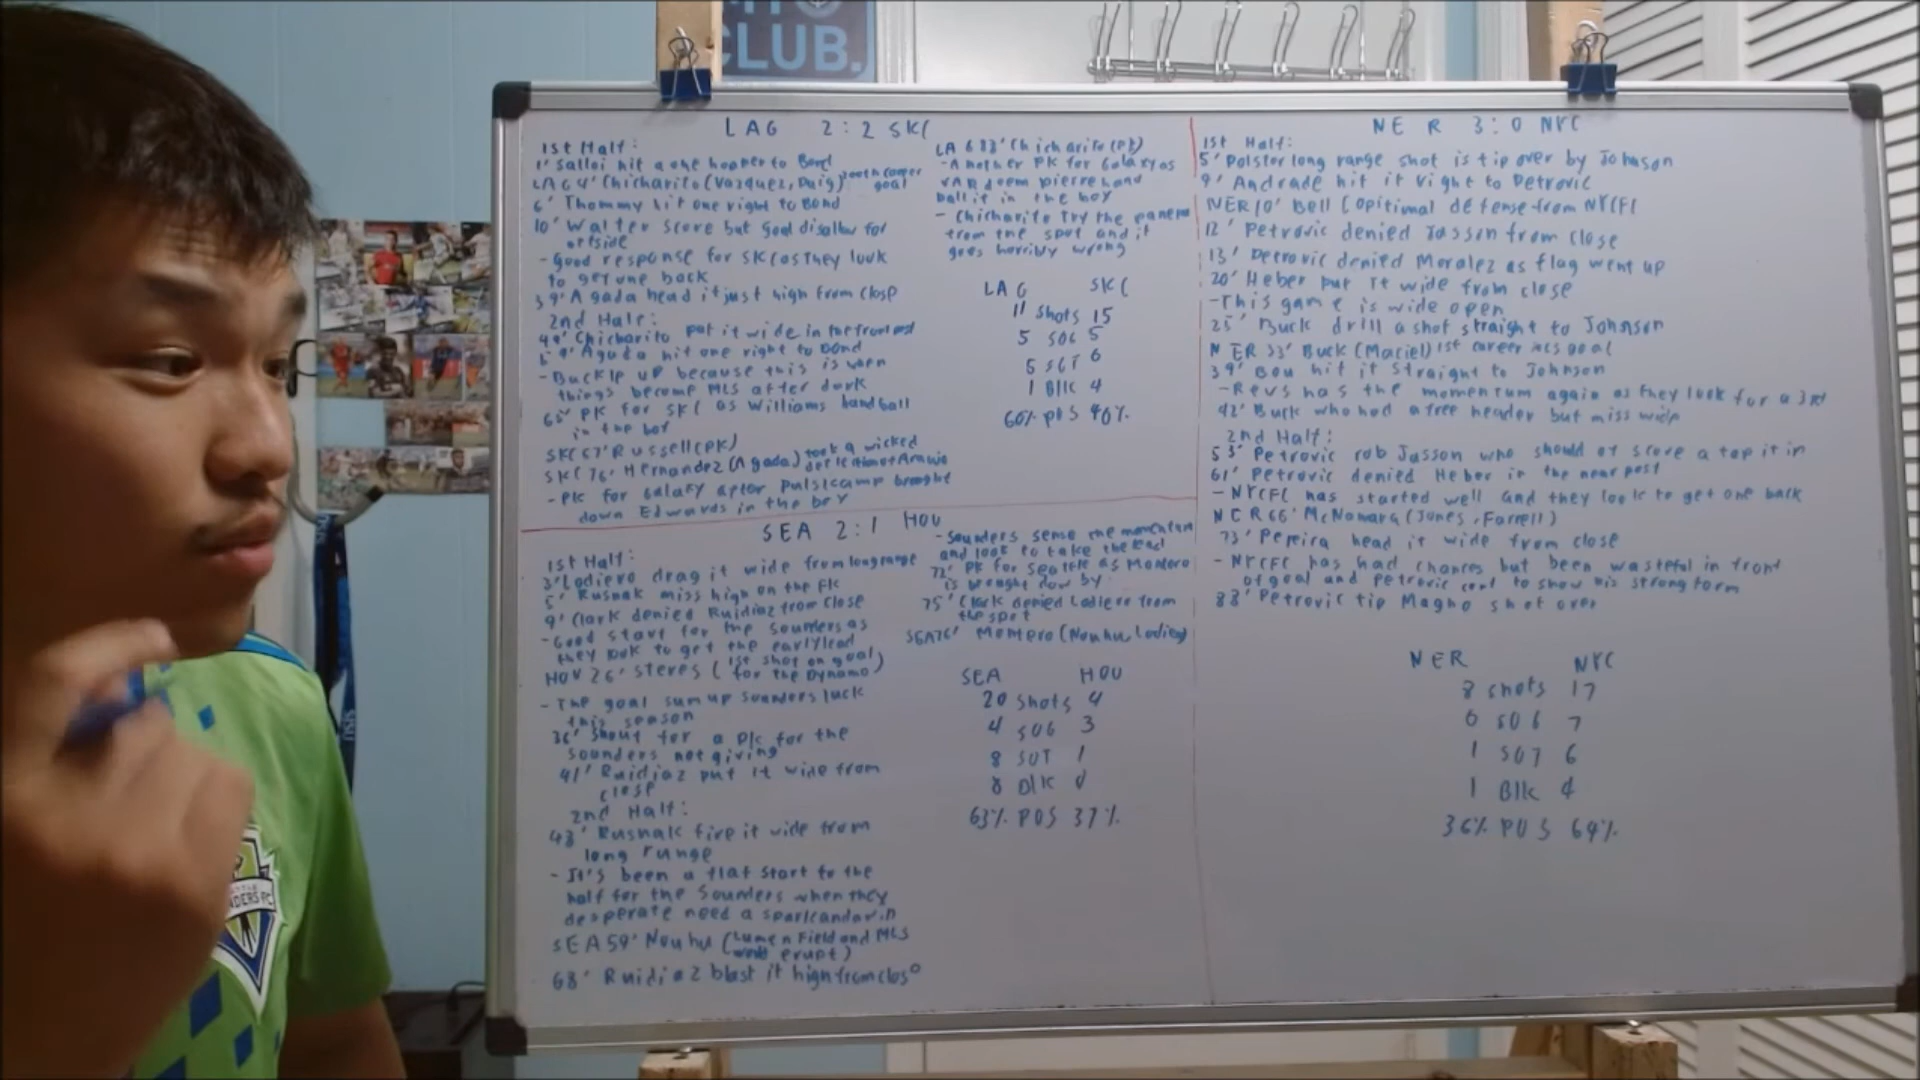 CLUB.
LAG 2:2 SKC
1st Half:
1' Salloi hit a one hopper to Bond
LAG 4' Chicharito (Vazquez, Puig)
goal
6' Thommy hit one right to Bond
10' Walter score but goal disallow for
offside
- Good response for SKC as they look
to get one back
39' Agada head it just high from close
2nd Half:
49' Chicharito put it wide in the front post
Agada hit one right to Bond
- Buckle up because this is when
things become MLS after dark
65' PK for SKC as Williams handball
in the box
SKC 67' Russell (PK)
SKC 76' Hernandez (Agada) took a wicked
deflection of Araujo
- PK for Galaxy after Pulskamp brought
down Edwards in the box
LAG 83' Chicharito (PK)
- Another PK for Galaxy as
VAR deem Pierre hand
ball it in the box
- Chicharito try the panenka
from the spot and it
goes horribly wrong
LAG SKC
11 Shots 15
5 SOG 5
5 SOT 6
1 Blk 4
60% POS 40%
SEA 2:1 HOU
1st Half:
3' Lodiero drag it wide from long range
5' Rusnak miss high on the FK
9' Clark denied Ruidiaz from close
- Good start for the Sounders as
they look to get the early lead
HOU 26' Steres (1st shot on goal
for the Dynamo)
- The goal sum up Sounders luck
this season
36' Shout for a PK for the
Sounders not giving
41' Ruidiaz put it wide from
close
2nd Half:
48' Rusnak fire it wide from
long range
- It's been a flat start to the
half for the Sounders when they
desperate need a spark and a win
SEA 59' Nouhu (Lumen Field and MLS
erupt)
68' Ruidiaz blast it high from close
- Sounders sense the momentum
and look to take the lead
72' PK for Seattle as Montero
is brought dow by
75' Clark denied Lodiero from
the spot
SEA 76' Montero (Nouhu, Lodiero)
SEA HOU
20 Shots 4
4 SOG 3
8 SOT 1
8 Blk 0
63% POS 37%
NER 3:0 NYC
1st Half:
5' Polster long range shot is tip over by Johnson
9' Andrade hit it right to Petrovic
NER 10' Bell (opitimal defense from NYCFC
12' Petrovic denied Jasson from close
13' Petrovic denied Moralez as flag went up
20' Heber put it wide from close
- This game is wide open
25' Buck drill a shot straight to Johnson
NER 33' Buck (Maciel) 1st career MLS goal
39' Bou hit it straight to Johnson
- Revs has the momentum again as they look for a 3rd
42' Buck who had a free header but miss wide
2nd Half:
53' Petrovic rob Jasson who should of score a tap it in
61' Petrovic denied Heber in the near post
- NYCFC has started well and they look to get one back
NER 66' McNamara (Jones, Farrell)
73' Pereira head it wide from close
- NYCFC has had chances but been wasteful in front
of goal and Petrovic cont to show his strong form
88' Petrovic tip Magno shot over
NER NYC
8 shots 17
6 SOG 7
1 SOT 6
1 Blk 4
36% POS 64%